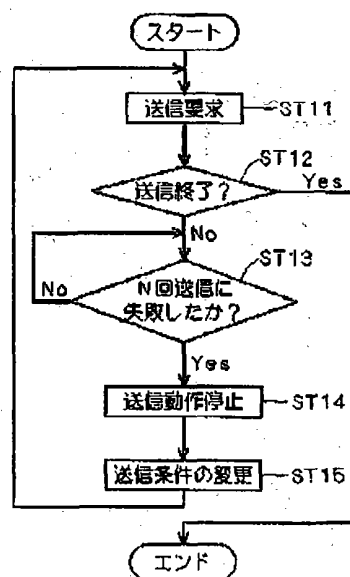 スタート
送信要求
ST11
ST12
送信終了?
Yes
No
ST13
N回送信に
失敗したか?
No
Yes
送信動作停止
ST14
送信条件の変更
ST15
エンド